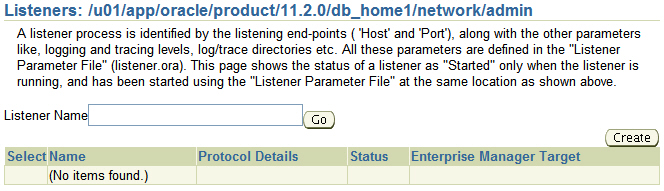 Listeners: /u01/app/oracle/product/11.2.0/db_home1/network/admin
A listener process is identified by the listening end-points ( 'Host' and 'Port'), along with the other parameters
like, logging and tracing levels, log/trace directories etc. All these parameters are defined in the "Listener
Parameter File" (listener.ora). This page shows the status of a listener as "Started" only when the listener is
running, and has been started using the "Listener Parameter File" at the same location as shown above.
Listener Name Go
Create
Select Name Protocol Details Status Enterprise Manager Target
(No items found.)